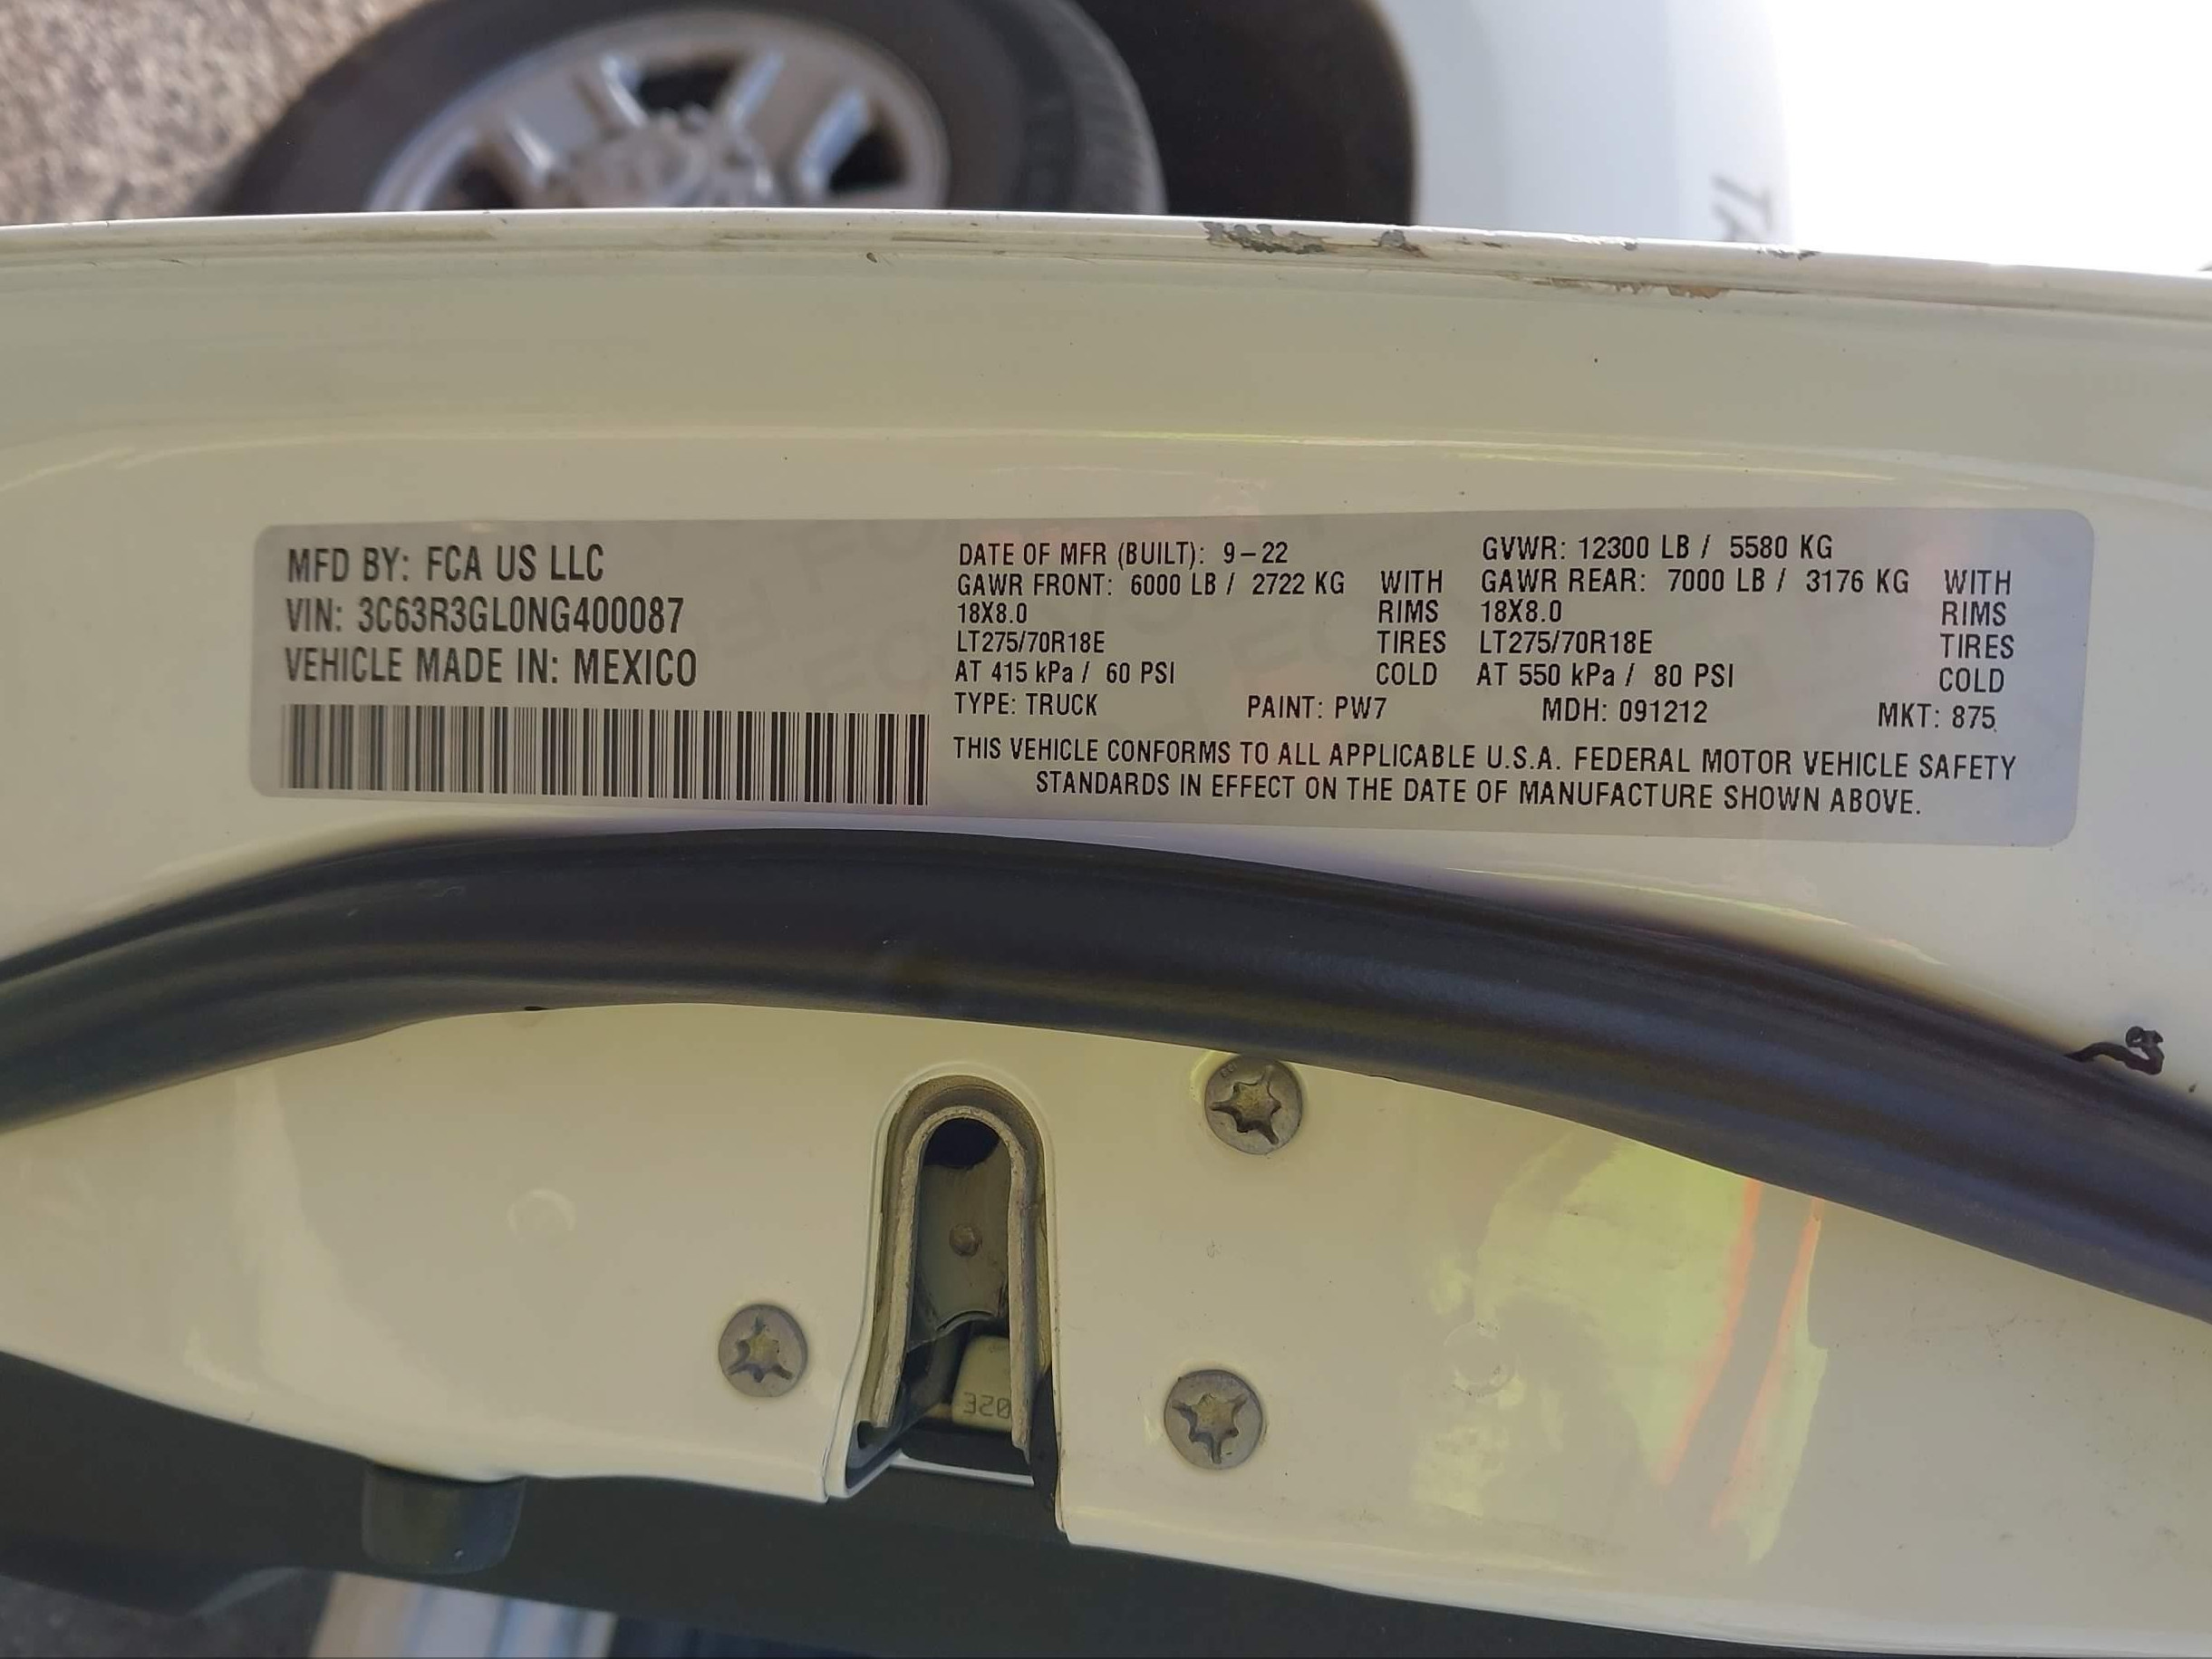 TA
MFD BY: FCA US LLC
VIN: 3C63R3GL0NG400087
VEHICLE MADE IN: MEXICO
DATE OF MFR (BUILT): 9-22
GVWR: 12300 LB / 5580 KG
GAWR FRONT: 6000 LB / 2722 KG WITH
18X8.0 RIMS
LT275/70R18E TIRES
AT 415 kPa / 60 PSI COLD
GAWR REAR: 7000 LB / 3176 KG WITH
18X8.0 RIMS
LT275/70R18E TIRES
AT 550 kPa / 80 PSI COLD
TYPE: TRUCK PAINT: PW7 MDH: 091212 MKT: 875
THIS VEHICLE CONFORMS TO ALL APPLICABLE U.S.A. FEDERAL MOTOR VEHICLE SAFETY
STANDARDS IN EFFECT ON THE DATE OF MANUFACTURE SHOWN ABOVE.